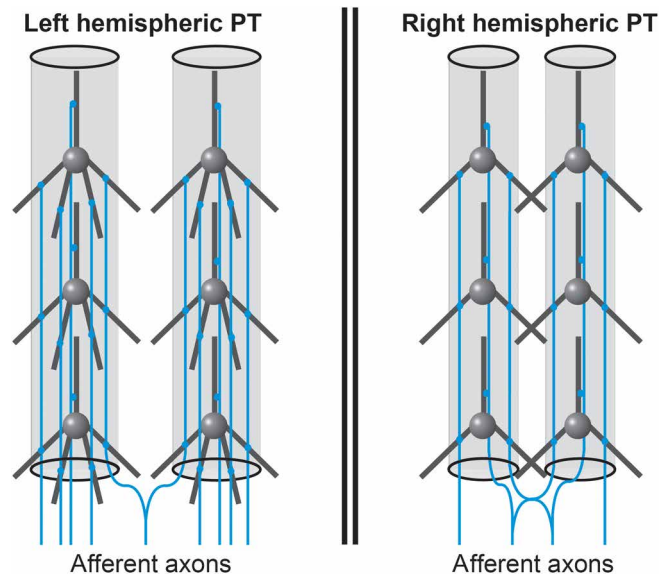 Left hemispheric PT
Right hemispheric PT
Afferent axons
Afferent axons